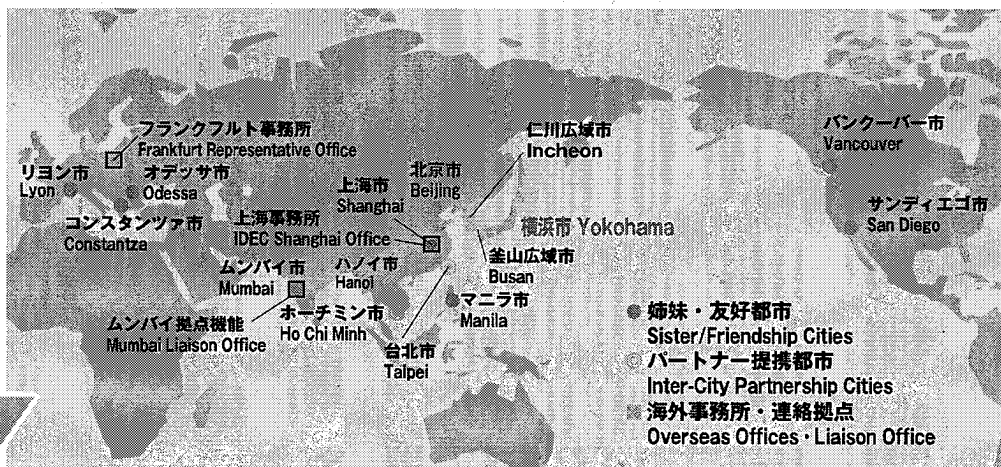 フランクフルト事務所
Frankfurt Representative Office
リヨン市
Lyon
オデッサ市
Odessa
コンスタンツァ市
Constantza
上海事務所
IDEC Shanghai Office
上海市
Shanghai
北京市
Beijing
仁川広域市
Incheon
横浜市 Yokohama
釜山広域市
Busan
ムンバイ市
Mumbai
ハノイ市
Hanoi
ムンバイ拠点機能
Mumbai Liaison Office
ホーチミン市
Ho Chi Minh
マニラ市
Manila
台北市
Taipei
バンクーバー市
Vancouver
サンディエゴ市
San Diego
姉妹・友好都市
Sister/Friendship Cities
パートナー提携都市
Inter-City Partnership Cities
海外事務所・連絡拠点
Overseas Offices・Liaison Office